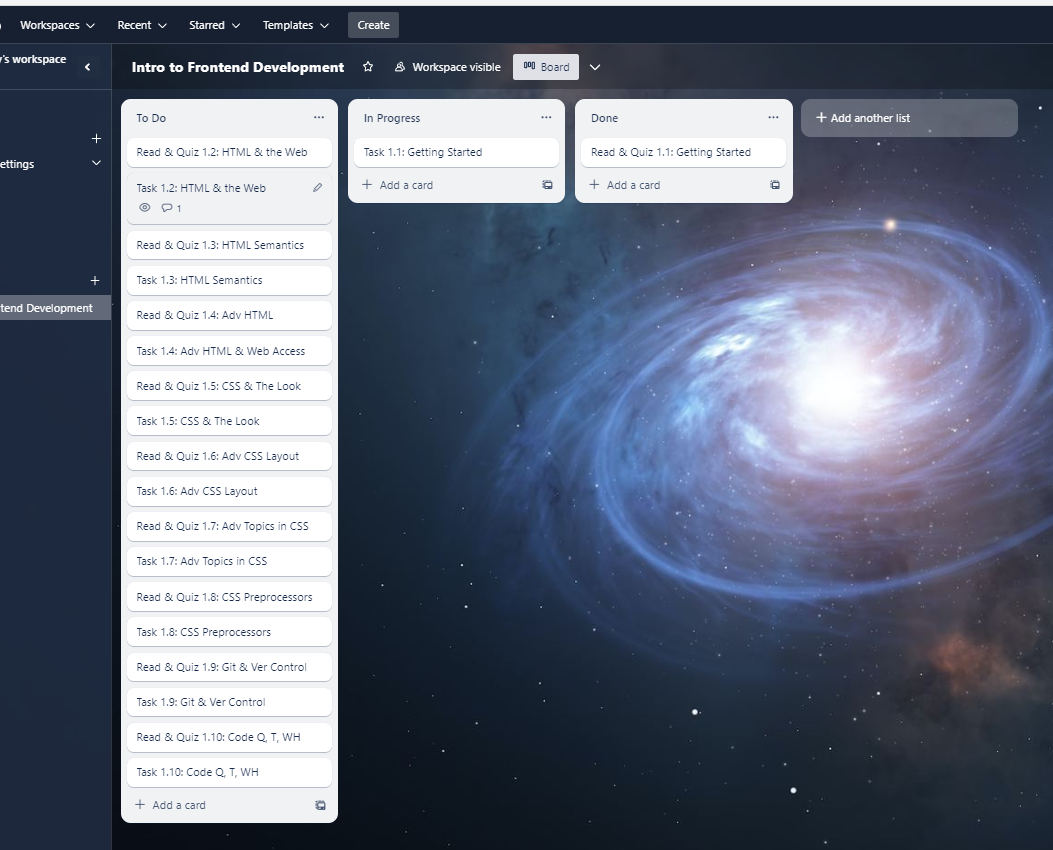 Workspaces
Recent
Starred
Templates
Create
's workspace
Intro to Frontend Development
Workspace visible
Board
ettings
tend Development
To Do
Read & Quiz 1.2: HTML & the Web
Task 1.2: HTML & the Web
1
Read & Quiz 1.3: HTML Semantics
Task 1.3: HTML Semantics
Read & Quiz 1.4: Adv HTML
Task 1.4: Adv HTML & Web Access
Read & Quiz 1.5: CSS & The Look
Task 1.5: CSS & The Look
Read & Quiz 1.6: Adv CSS Layout
Task 1.6: Adv CSS Layout
Read & Quiz 1.7: Adv Topics in CSS
Task 1.7: Adv Topics in CSS
Read & Quiz 1.8: CSS Preprocessors
Task 1.8: CSS Preprocessors
Read & Quiz 1.9: Git & Ver Control
Task 1.9: Git & Ver Control
Read & Quiz 1.10: Code Q, T, WH
Task 1.10: Code Q, T, WH
Add a card
In Progress
Task 1.1: Getting Started
Add a card
Done
Read & Quiz 1.1: Getting Started
Add a card
Add another list